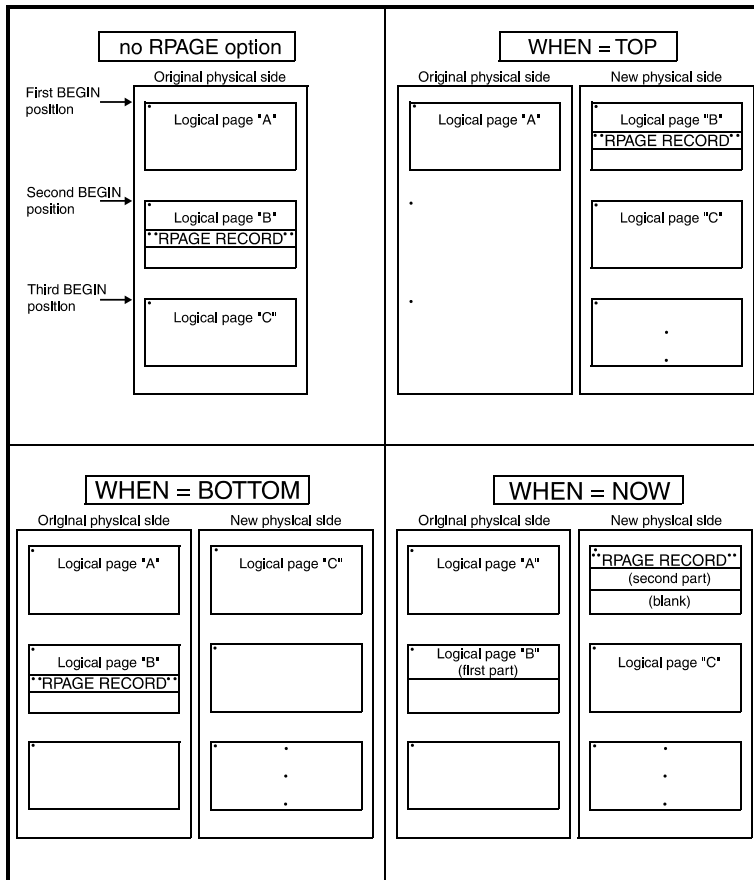 no RPAGE option
Original physical side
First BEGIN
position
Logical page "A"
Second BEGIN
position
Logical page "B"
""RPAGE RECORD""
Third BEGIN
position
Logical page "C"
WHEN = TOP
Original physical side
New physical side
Logical page "A"
Logical page "B"
""RPAGE RECORD""
Logical page "C"
WHEN = BOTTOM
Original physical side
New physical side
Logical page "A"
Logical page "C"
Logical page "B"
""RPAGE RECORD""
WHEN = NOW
Original physical side
New physical side
Logical page "A"
""RPAGE RECORD""
(second part)
(blank)
Logical page "B"
(first part)
Logical page "C"